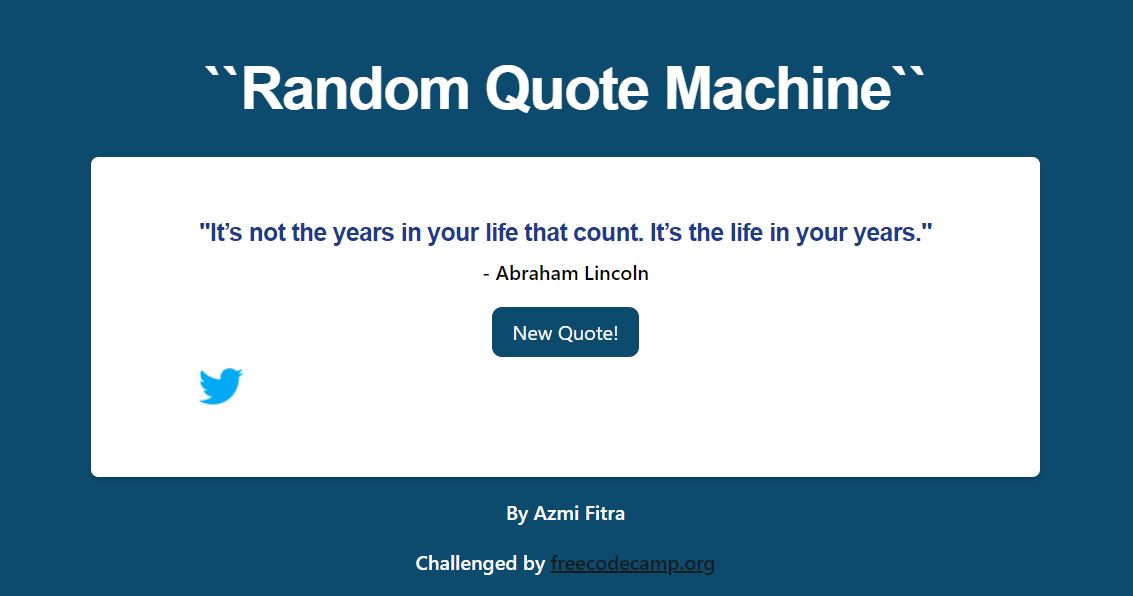 ``Random Quote Machine``
"It’s not the years in your life that count. It’s the life in your years."
- Abraham Lincoln
New Quote!
By Azmi Fitra
Challenged by freecodecamp.org